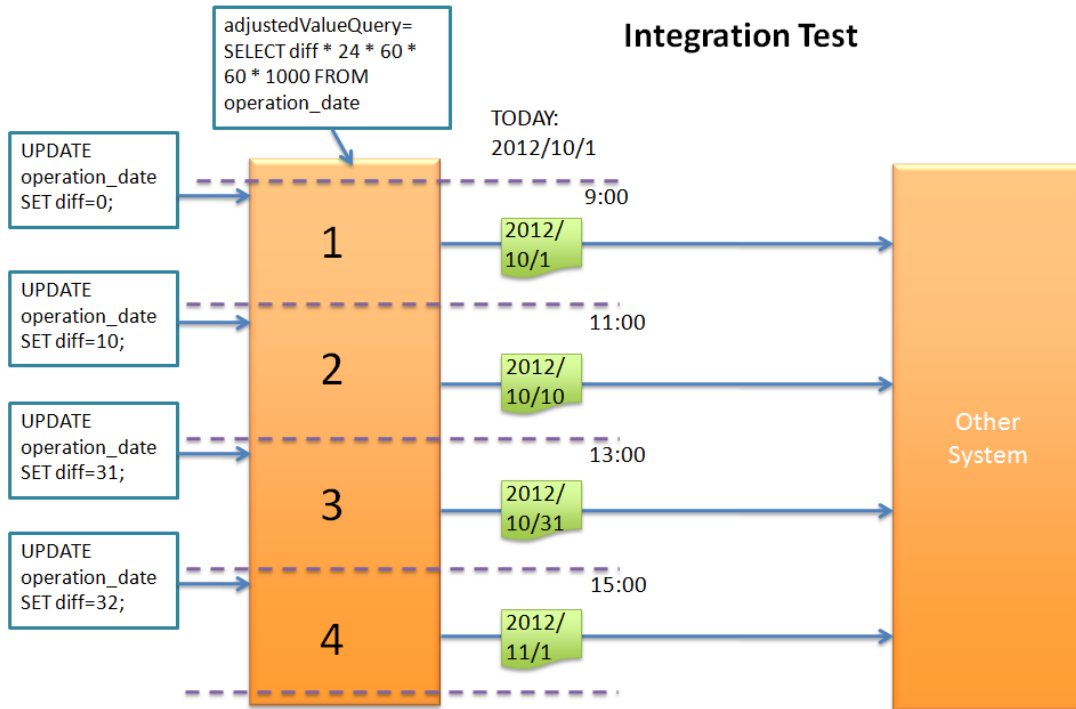 adjustedValueQuery=
SELECT diff * 24 * 60 *
60 * 1000 FROM
operation_date
Integration Test
TODAY:
2012/10/1
UPDATE
operation_date
SET diff=0;
9:00
1
2012/
10/1
UPDATE
operation_date
SET diff=10;
11:00
2
2012/
10/10
UPDATE
operation_date
SET diff=31;
13:00
Other
System
3
2012/
10/31
UPDATE
operation_date
SET diff=32;
15:00
4
2012/
11/1